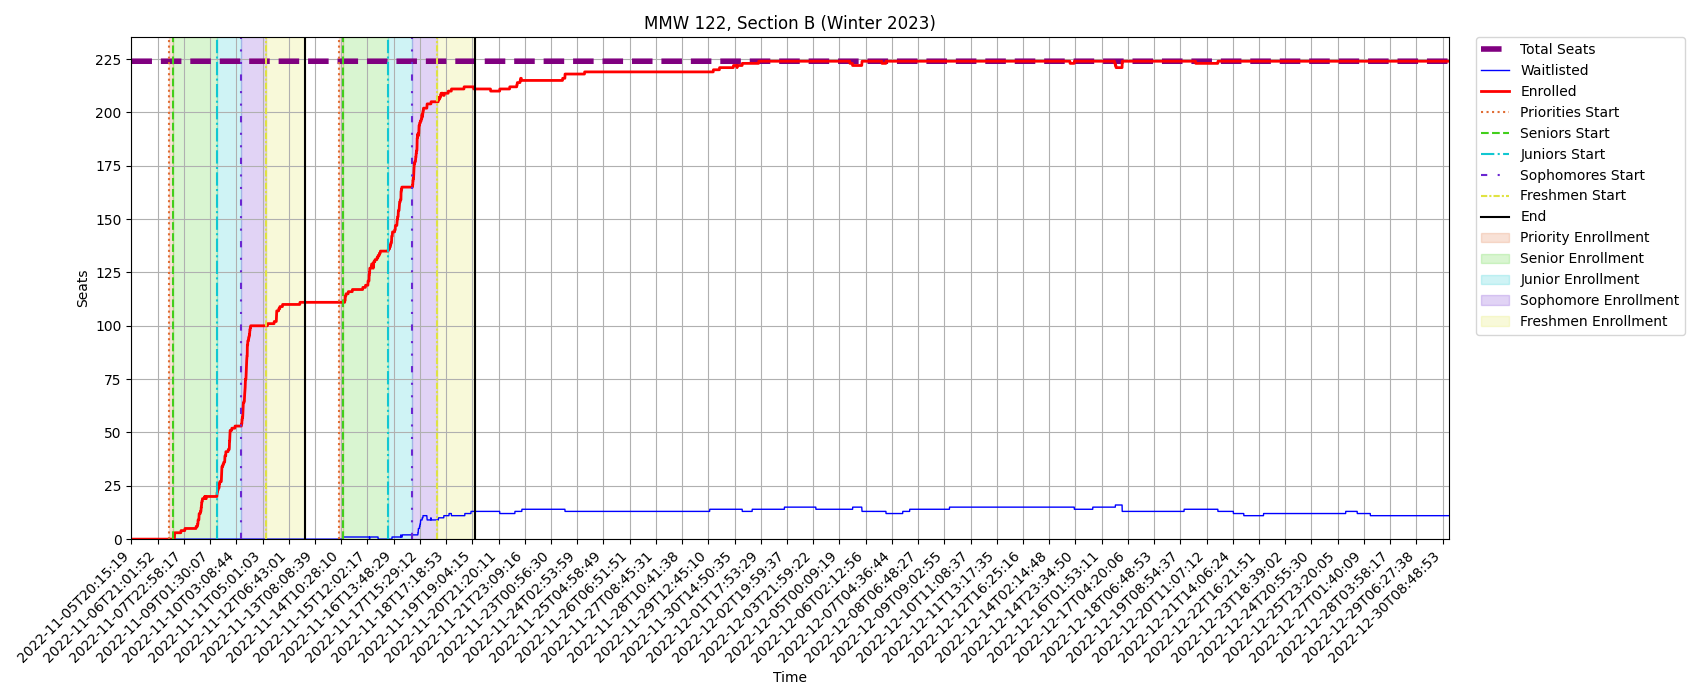 MMW 122, Section B (Winter 2023)
Seats
225
200
175
150
125
100
75
50
25
0
2022-11-05T20:15:19
2022-11-06T21:01:52
2022-11-07T22:58:17
2022-11-09T01:30:07
2022-11-10T03:08:44
2022-11-11T05:01:03
2022-11-12T06:43:01
2022-11-13T08:08:39
2022-11-14T10:28:10
2022-11-15T12:02:17
2022-11-16T13:48:29
2022-11-17T15:29:12
2022-11-18T17:18:53
2022-11-19T19:04:15
2022-11-20T21:20:11
2022-11-21T23:09:16
2022-11-23T00:56:30
2022-11-24T02:53:59
2022-11-25T04:58:49
2022-11-26T06:51:51
2022-11-27T08:45:31
2022-11-28T10:41:38
2022-11-29T12:45:10
2022-11-30T14:50:35
2022-12-01T17:53:29
2022-12-02T19:59:37
2022-12-03T21:59:22
2022-12-05T00:09:19
2022-12-06T02:12:56
2022-12-07T04:36:44
2022-12-08T06:48:27
2022-12-09T09:02:55
2022-12-10T11:08:37
2022-12-11T13:17:35
2022-12-12T16:25:16
2022-12-14T02:14:48
2022-12-14T23:34:50
2022-12-16T01:53:11
2022-12-17T04:20:06
2022-12-18T06:48:53
2022-12-19T08:54:37
2022-12-20T11:07:12
2022-12-21T14:06:24
2022-12-22T16:21:51
2022-12-23T18:39:02
2022-12-24T20:55:30
2022-12-25T23:20:05
2022-12-27T01:40:09
2022-12-28T03:58:17
2022-12-29T06:27:38
2022-12-30T08:48:53
Time
Total Seats
Waitlisted
Enrolled
Priorities Start
Seniors Start
Juniors Start
Sophomores Start
Freshmen Start
End
Priority Enrollment
Senior Enrollment
Junior Enrollment
Sophomore Enrollment
Freshmen Enrollment